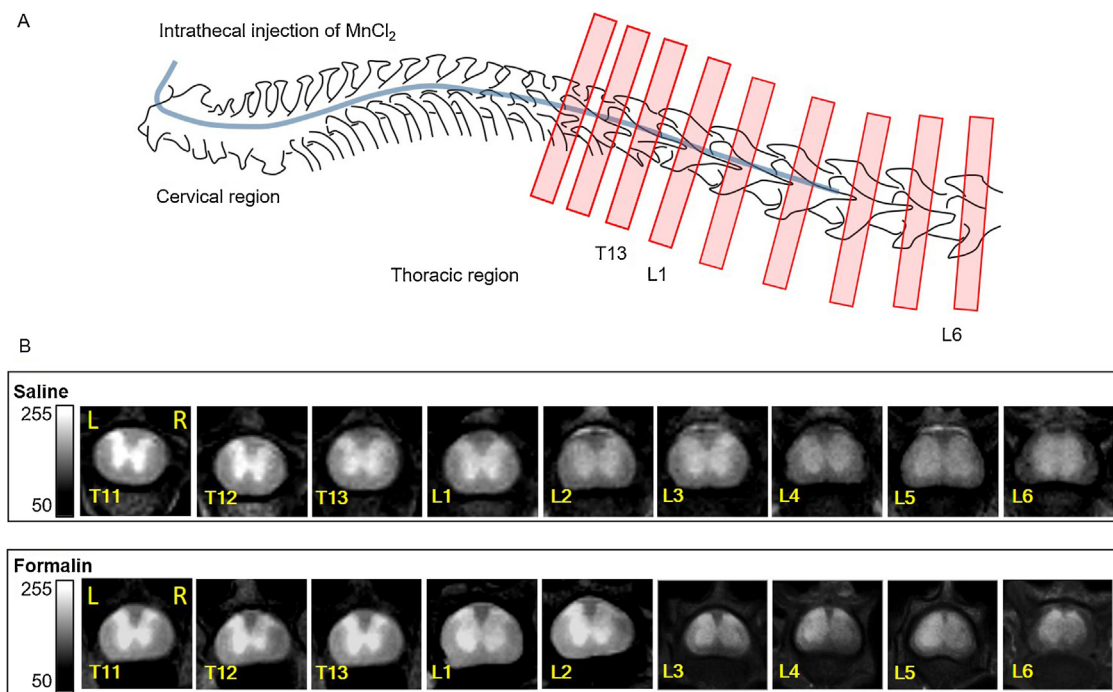 A
Intrathecal injection of MnCl₂
Cervical region
Thoracic region
T13
L1
L6
B
Saline
255
50
L R
T11 T12 T13 L1 L2 L3 L4 L5 L6
Formalin
255
50
L R
T11 T12 T13 L1 L2 L3 L4 L5 L6